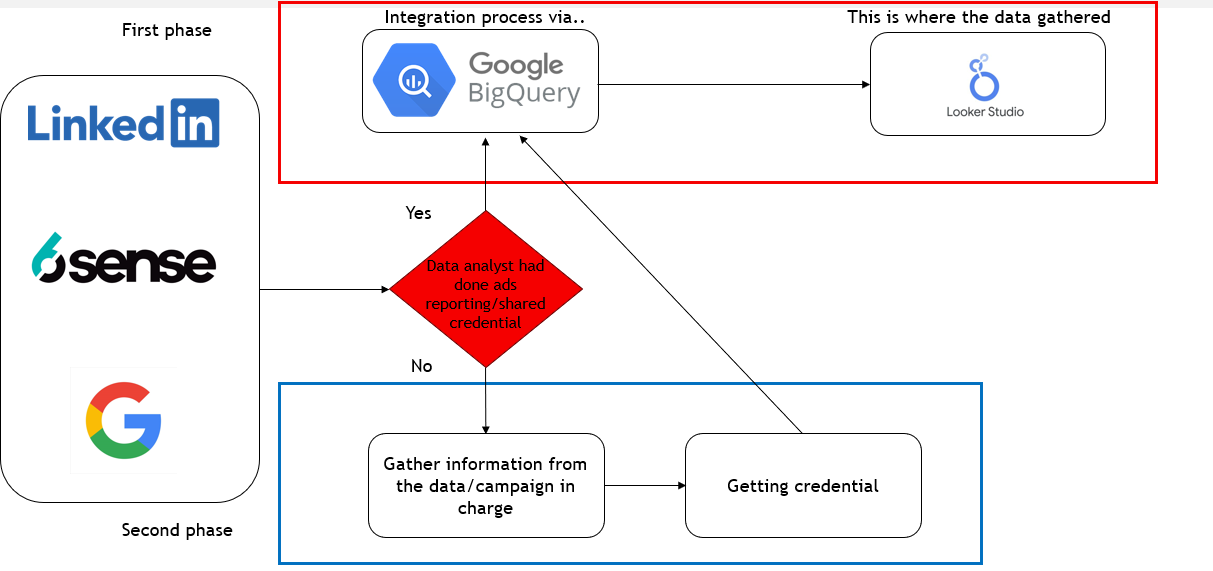 First phase
Integration process via..
This is where the data gathered
LinkedIn
Google
BigQuery
Looker Studio
6sense
Yes
Data analyst had
done ads
reporting/shared
credential
No
Gather information from
the data/campaign in
charge
Getting credential
Second phase